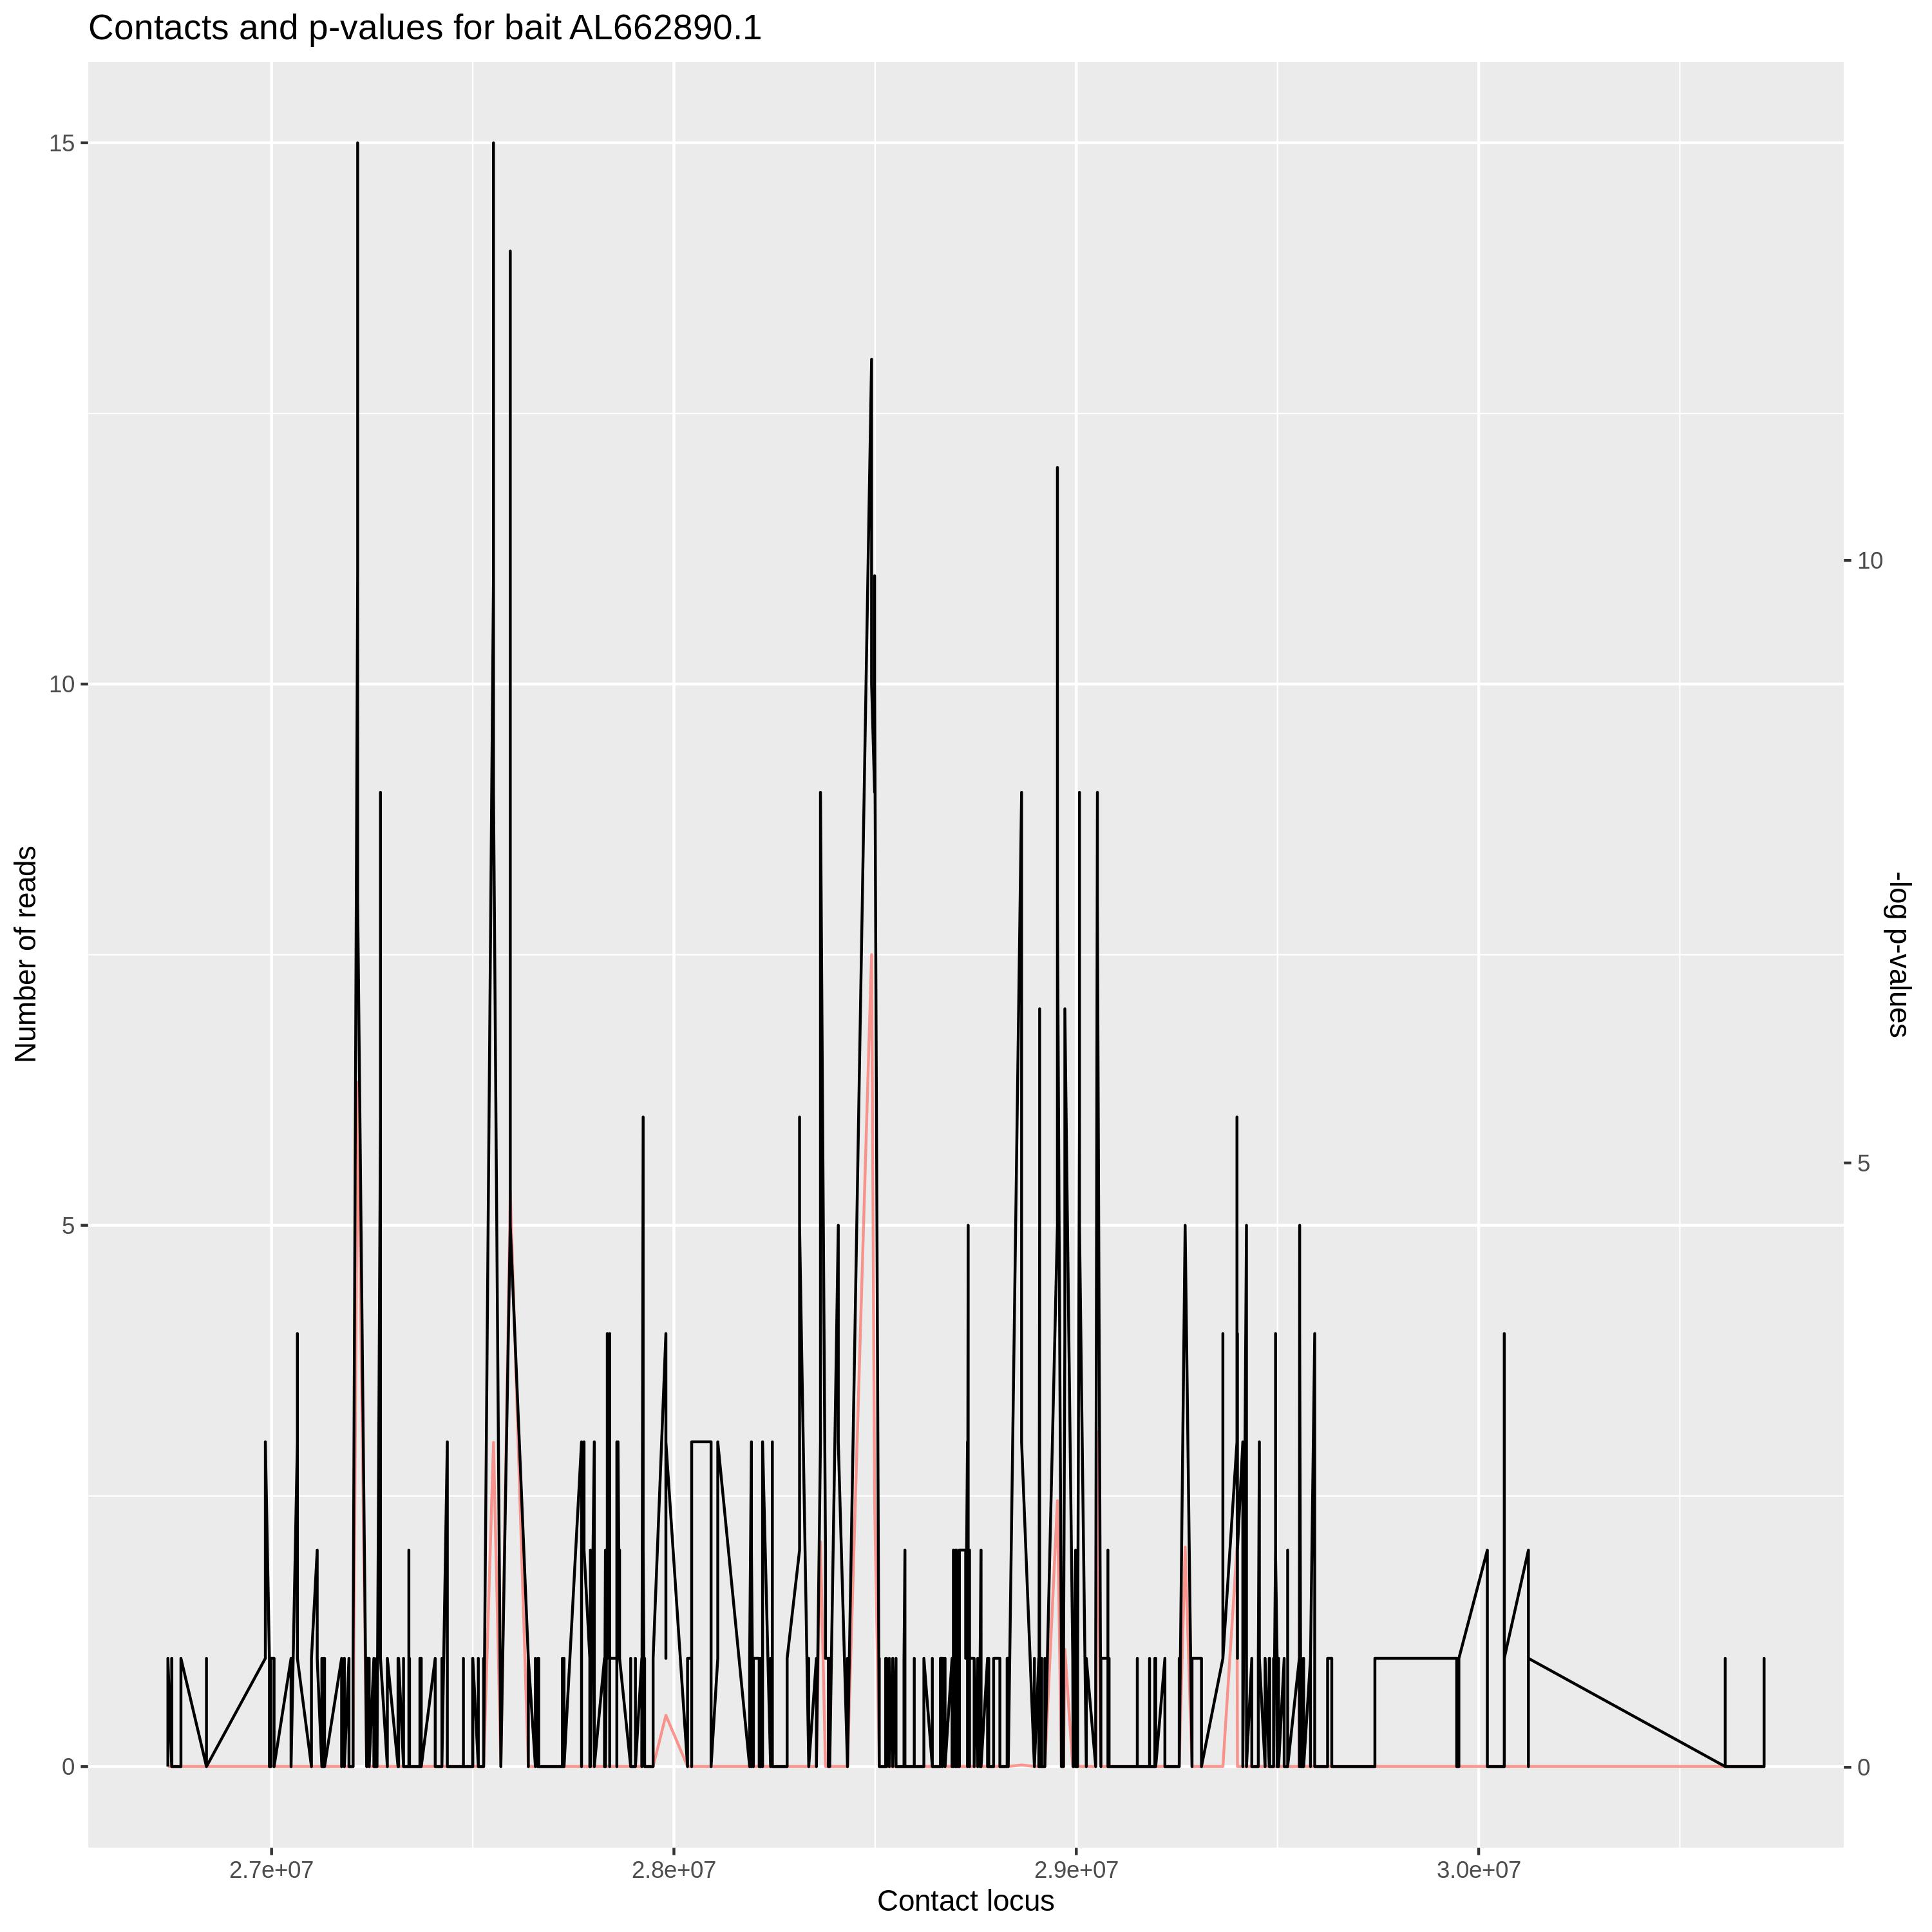 Contacts and p-values for bait AL662890.1
15
10
5
0
Number of reads
10
5
0
-log p-values
2.7e+07
2.8e+07
2.9e+07
3.0e+07
Contact locus